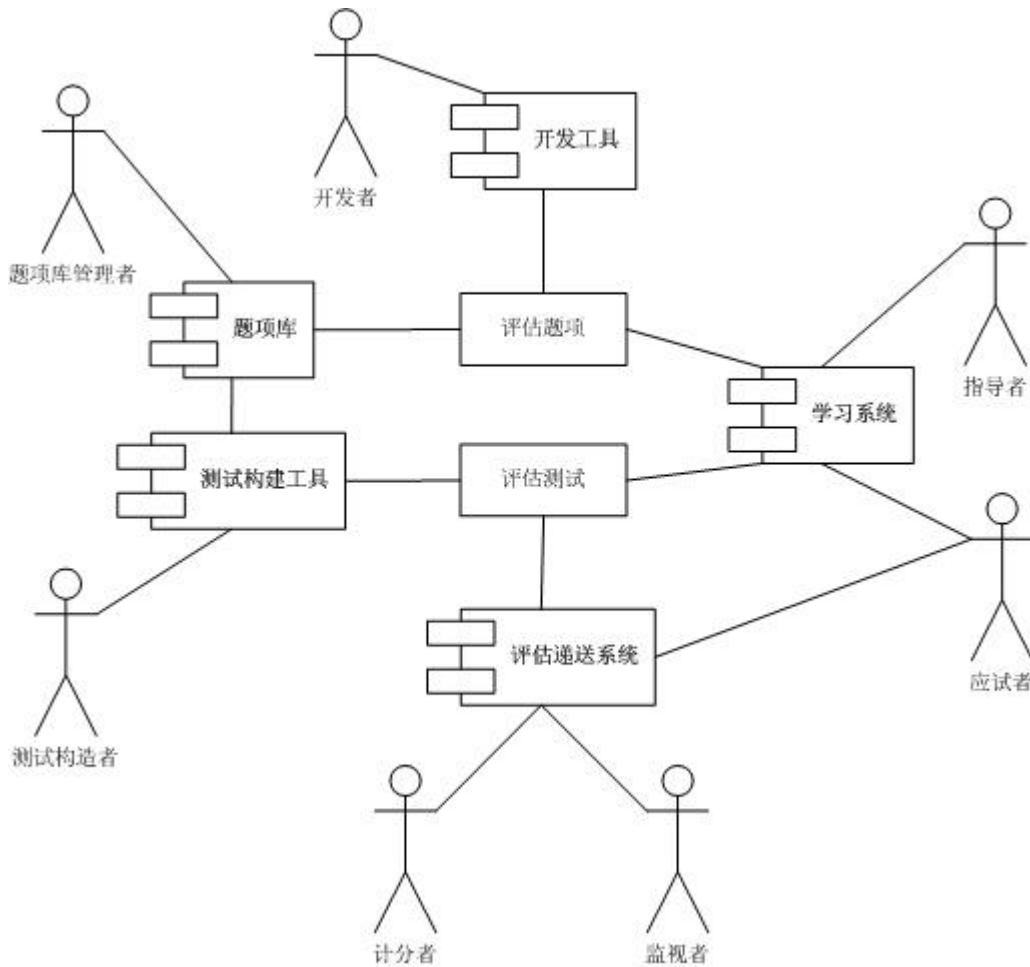 开发工具
开发者
题项库管理者
题项库
评估题项
指导者
学习系统
测试构建工具
评估测试
评估递送系统
应试者
测试构造者
计分者
监视者